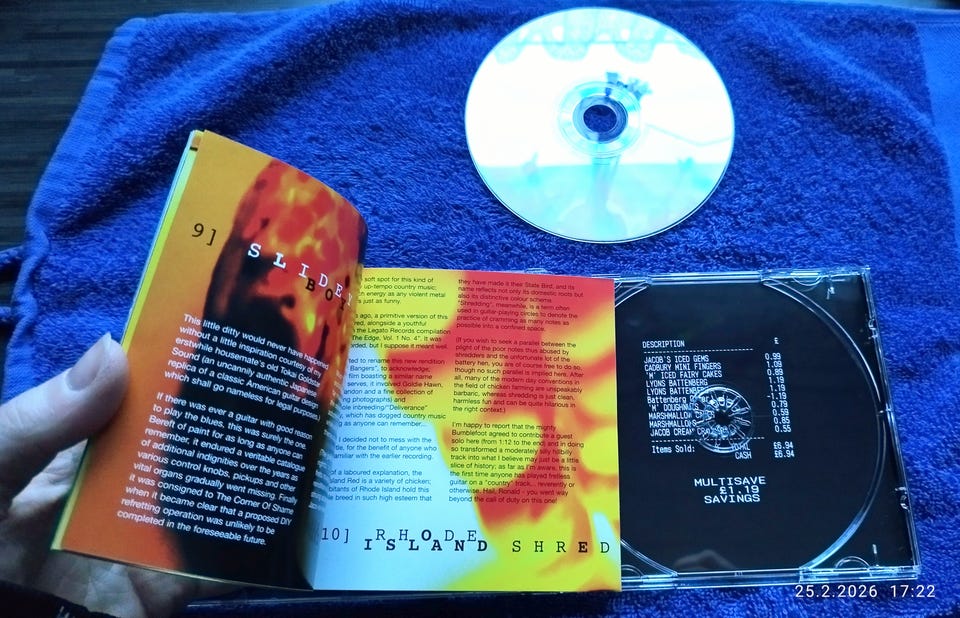 9]
SLIDE
BO
This little ditty would never have happened
without a little inspiration courtesy of my
erstwhile housemate's old Tokai Goldstar
Sound (an uncannily authentic Japanese
replica of a classic American guitar design
which shall go nameless for legal purposes
If there was ever a guitar with good reason
to play the blues, this was surely the one.
Bereft of paint for as long as anyone can
remember, it endured a veritable catalogue
of additional indignities over the years as
various control knobs, pickups and other
vital organs gradually went missing. Finally
it was consigned to The Corner Of Shame
when it became clear that a proposed DIY
refretting operation was unlikely to be
completed in the foreseeable future.
soft spot for this kind of
up-tempo country music;
energy as any violent metal
just as funny.
ago, a primitive version of this
alongside a youthful
the Legato Recordings compilation
The Edge, Vol. 1 No. 4". It was
but I suppose it meant well.
to rename this new rendition
Bangers", to acknowledge;
film boasting a similar name
serves, it involved Goldie Hawn,
and a fine collection of
photographs) and
inbreeding/"Deliverance"
which has dogged country music
as anyone can remember...
I decided not to mess with the
for the benefit of anyone who
familiar with the earlier recording.
of a laboured explanation, the
Island Red is a variety of chicken;
of Rhode Island hold this
breed in such high esteem that
they have made it their State Bird, and its
name reflects not only its domestic roots but
also its distinctive colour scheme.
"Shredding", meanwhile, is a term often
used in guitar-playing circles to denote the
practice of cramming as many notes as
possible into a confined space.
(If you wish to seek a parallel between the
plight of the poor notes thus abused by
shredders and the unfortunate lot of the
battery hen, you are of course free to do so,
although no such parallel is implied here. After
all, many of the modern day conventions in
the field of chicken farming are unspeakably
barbaric, whereas shredding is just clean,
harmless fun and can be quite hilarious in
the right context.)
I'm happy to report that the mighty
Bumblefoot agreed to contribute a guest
solo here (from 1:12 to the end) and in doing
so transformed a moderately silly hillbilly
track into what I believe may be just a little
slice of history; as far as I'm aware, this is
the first time anyone has played fretless
guitar on a "country" track... reverently or
otherwise. Hail, Ronald - you went way
beyond the call of duty on this one!
10] RHODE
ISLAND SHRED
DESCRIPTION £
JACOB'S ICED GEMS 0.99
CADBURY MINI FINGERS 1.09
'M' ICED FAIRY CAKES 0.89
LYONS BATTENBERG 1.19
LYONS BATTENBERG 1.19
Battenberg -1.19
'M' DOUGHNUTS 0.79
MARSHMALLOW 0.59
MARSHMALLOWS 0.85
JACOB CREAM 0.55
Items Sold: TOTAL £6.94
CASH £6.94
MULTISAVE
£1.19
SAVINGS
25.2.2026 17:22